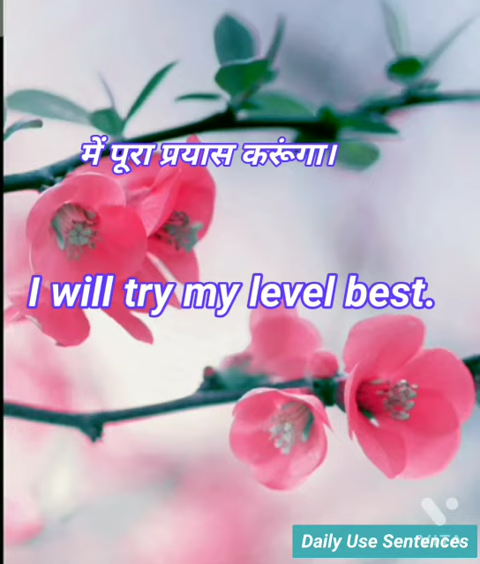 में पूरा प्रयास करूंगा।
I will try my level best.
Daily Use Sentences